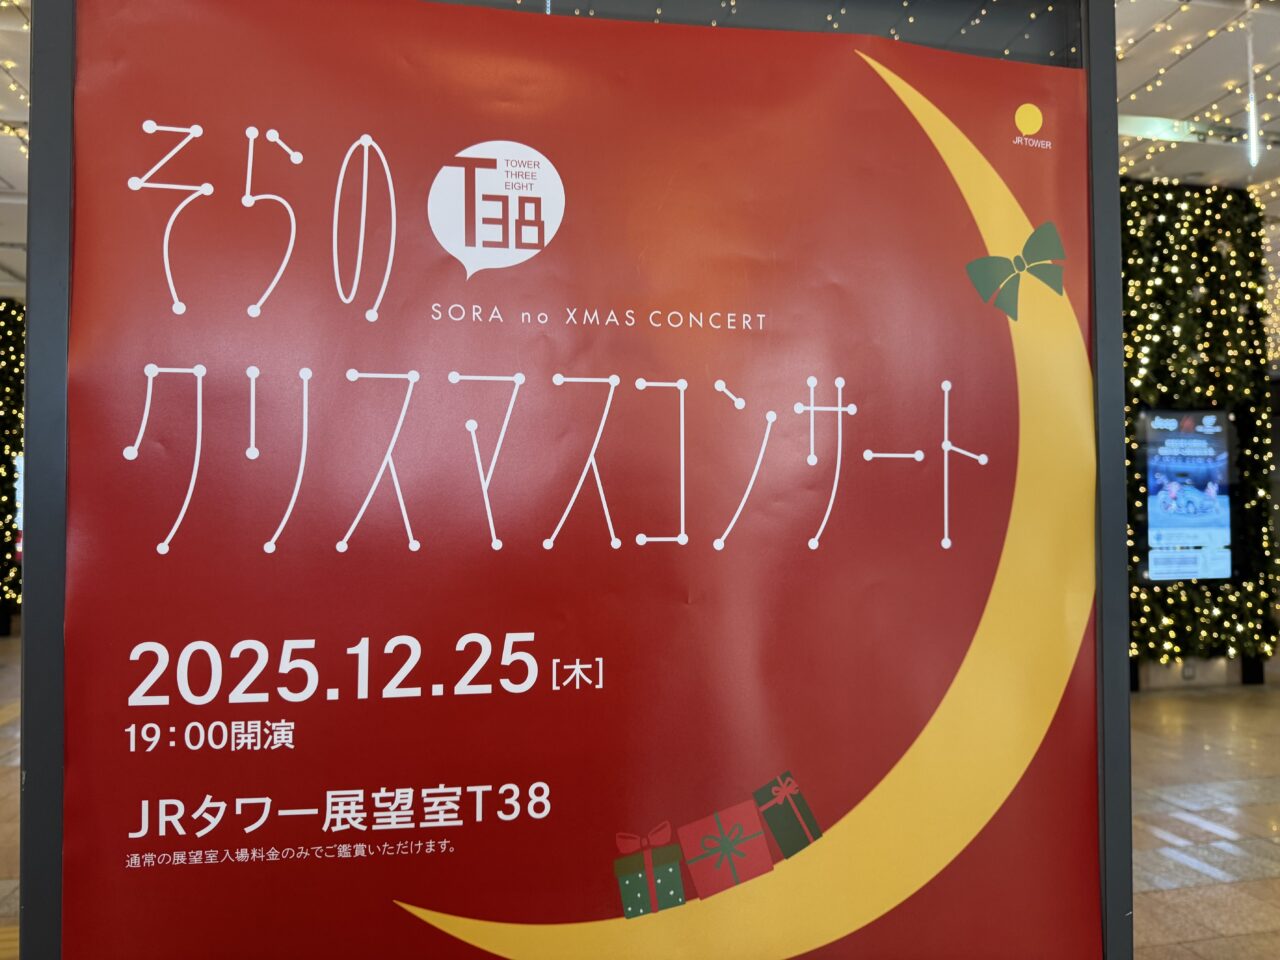 そらの
TOWER
THREE
EIGHT
T38
JR TOWER
SORA no XMAS CONCERT
クリスマスコンサート
Jeep
2025.12.25[木]
19:00開演
JRタワー展望室T38
通常の展望室入場料金のみでご鑑賞いただけます。